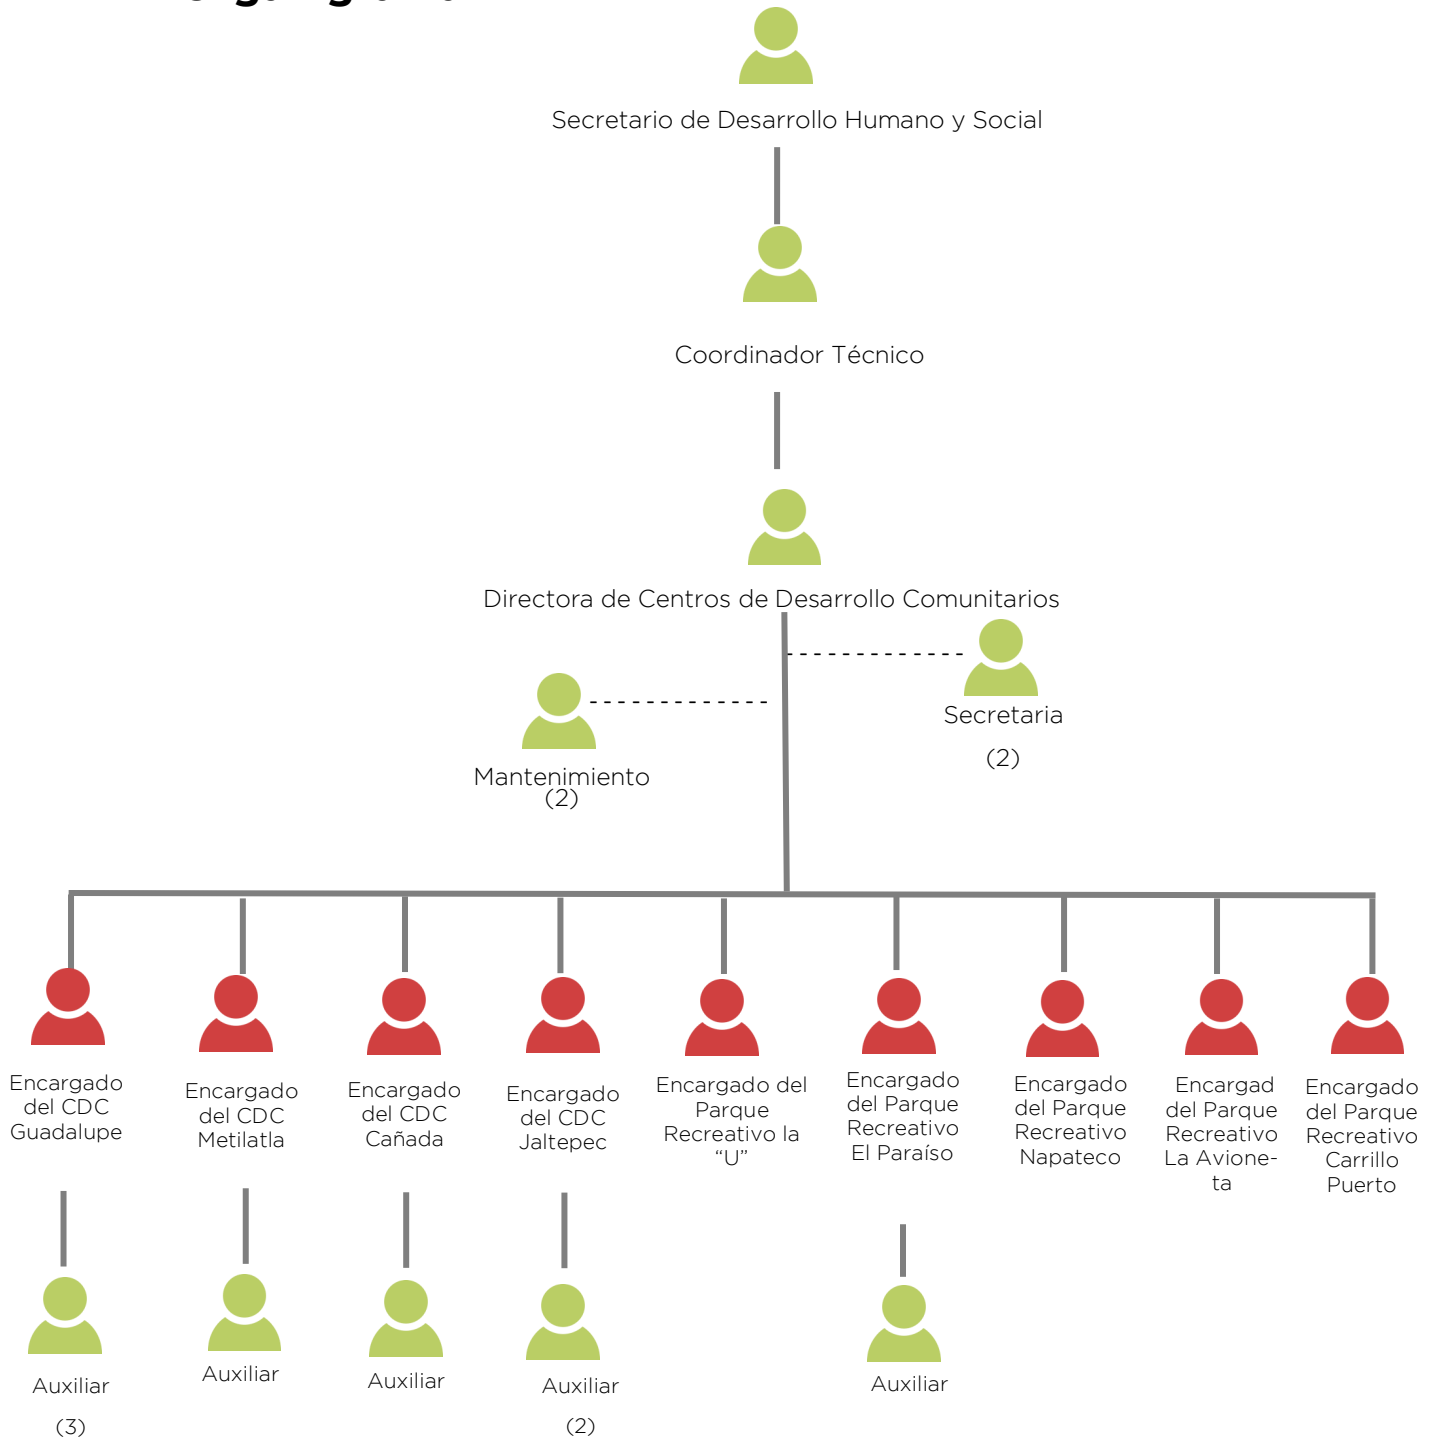 Secretario de Desarrollo Humano y Social
Coordinador Técnico
Directora de Centros de Desarrollo Comunitarios
Secretaria
(2)
Mantenimiento
(2)
Encargado
del CDC
Guadalupe
Encargado
del CDC
Metilatla
Encargado
del CDC
Cañada
Encargado
del CDC
Jaltepec
Encargado del
Parque
Recreativo la
“U”
Encargado
del Parque
Recreativo
El Paraíso
Encargado
del Parque
Recreativo
Napateco
Encargad
del Parque
Recreativo
La Avione-
ta
Encargado
del Parque
Recreativo
Carrillo
Puerto
Auxiliar
(3)
Auxiliar
Auxiliar
Auxiliar
(2)
Auxiliar